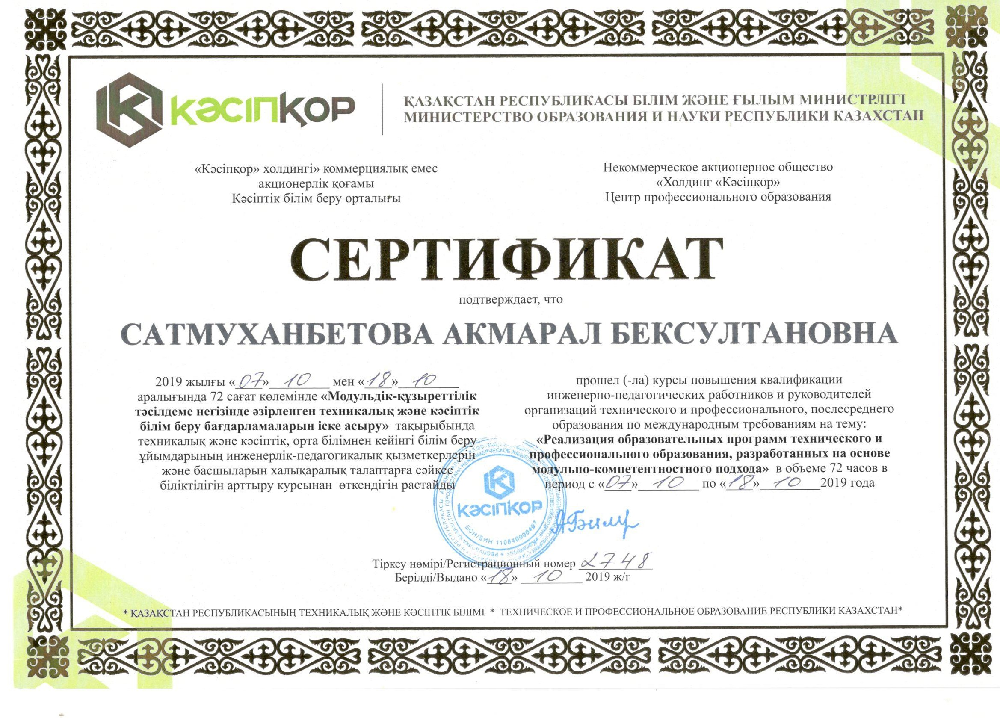 КӘСІПҚОР
ҚАЗАҚСТАН РЕСПУБЛИКАСЫ БІЛІМ ЖӘНЕ ҒЫЛЫМ МИНИСТРЛІГІ
МИНИСТЕРСТВО ОБРАЗОВАНИЯ И НАУКИ РЕСПУБЛИКИ КАЗАХСТАН
«Кәсіпқор» холдингі» коммерциялық емес
акционерлік қоғамы
Кәсіптік білім беру орталығы
Некоммерческое акционерное общество
«Холдинг «Кәсіпқор»
Центр профессионального образования
СЕРТИФИКАТ
подтверждает, что
САТМУХАНБЕТОВА АКМАРАЛ БЕКСУЛТАНОВНА
2019 жылғы «07» 10 мен «18» 10
аралығында 72 сағат көлемінде «Модульдік-құзыреттілік
тәсілдеме негізінде әзірленген техникалық және кәсіптік
білім беру бағдарламаларын іске асыру» тақырыбында
техникалық және кәсіптік, орта білімнен кейінгі білім беру
ұйымдарының инженерлік-педагогикалық қызметкерлерін
және басшыларын халықаралық талаптарға сәйкес
біліктілігін арттыру курсынан өткендігін растайды
прошел (-ла) курсы повышения квалификации
инженерно-педагогических работников и руководителей
организаций технического и профессионального, послесреднего
образования по международным требованиям на тему:
«Реализация образовательных программ технического и
профессионального образования, разработанных на основе
модульно-компетентностного подхода» в объеме 72 часов в
период с «07» 10 по «18» 10 2019 года
КӘСІПҚОР
БСН/БИН 110840000407
Тіркеу нөмірі/Регистрационный номер 2748
Берілді/Выдано «18» 10 2019 ж/г
* ҚАЗАҚСТАН РЕСПУБЛИКАСЫНЫҢ ТЕХНИКАЛЫҚ ЖӘНЕ КӘСІПТІК БІЛІМІ * ТЕХНИЧЕСКОЕ И ПРОФЕССИОНАЛЬНОЕ ОБРАЗОВАНИЕ РЕСПУБЛИКИ КАЗАХСТАН*